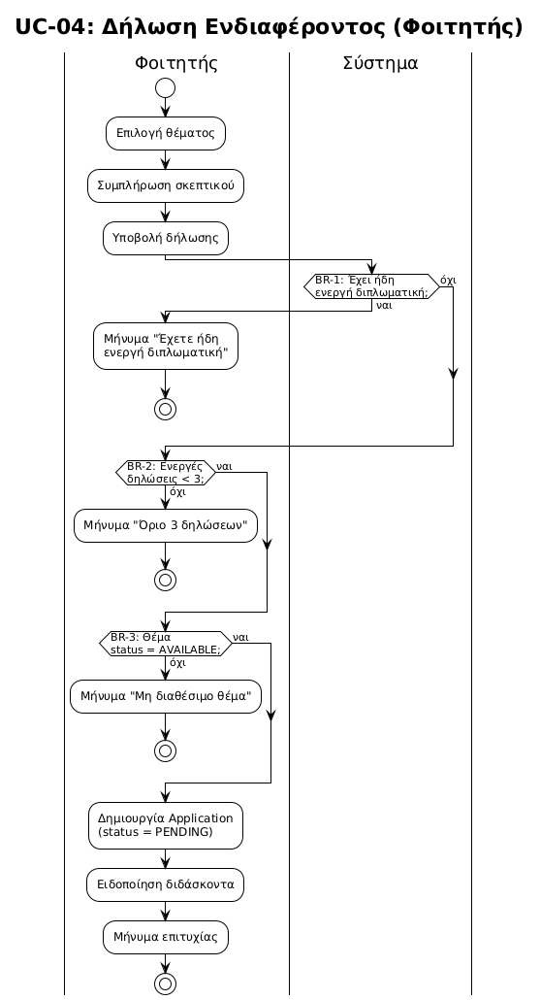 UC-04: Δήλωση Ενδιαφέροντος (Φοιτητής)
Φοιτητής
Σύστημα
Επιλογή θέματος
Συμπλήρωση σκεπτικού
Υποβολή δήλωσης
BR-1: Έχει ήδη
ενεργή διπλωματική;
όχι
ναι
Μήνυμα "Έχετε ήδη
ενεργή διπλωματική"
BR-2: Ενεργές
δηλώσεις < 3;
ναι
όχι
Μήνυμα "Όριο 3 δηλώσεων"
BR-3: Θέμα
status = AVAILABLE;
ναι
όχι
Μήνυμα "Μη διαθέσιμο θέμα"
Δημιουργία Application
(status = PENDING)
Ειδοποίηση διδάσκοντα
Μήνυμα επιτυχίας